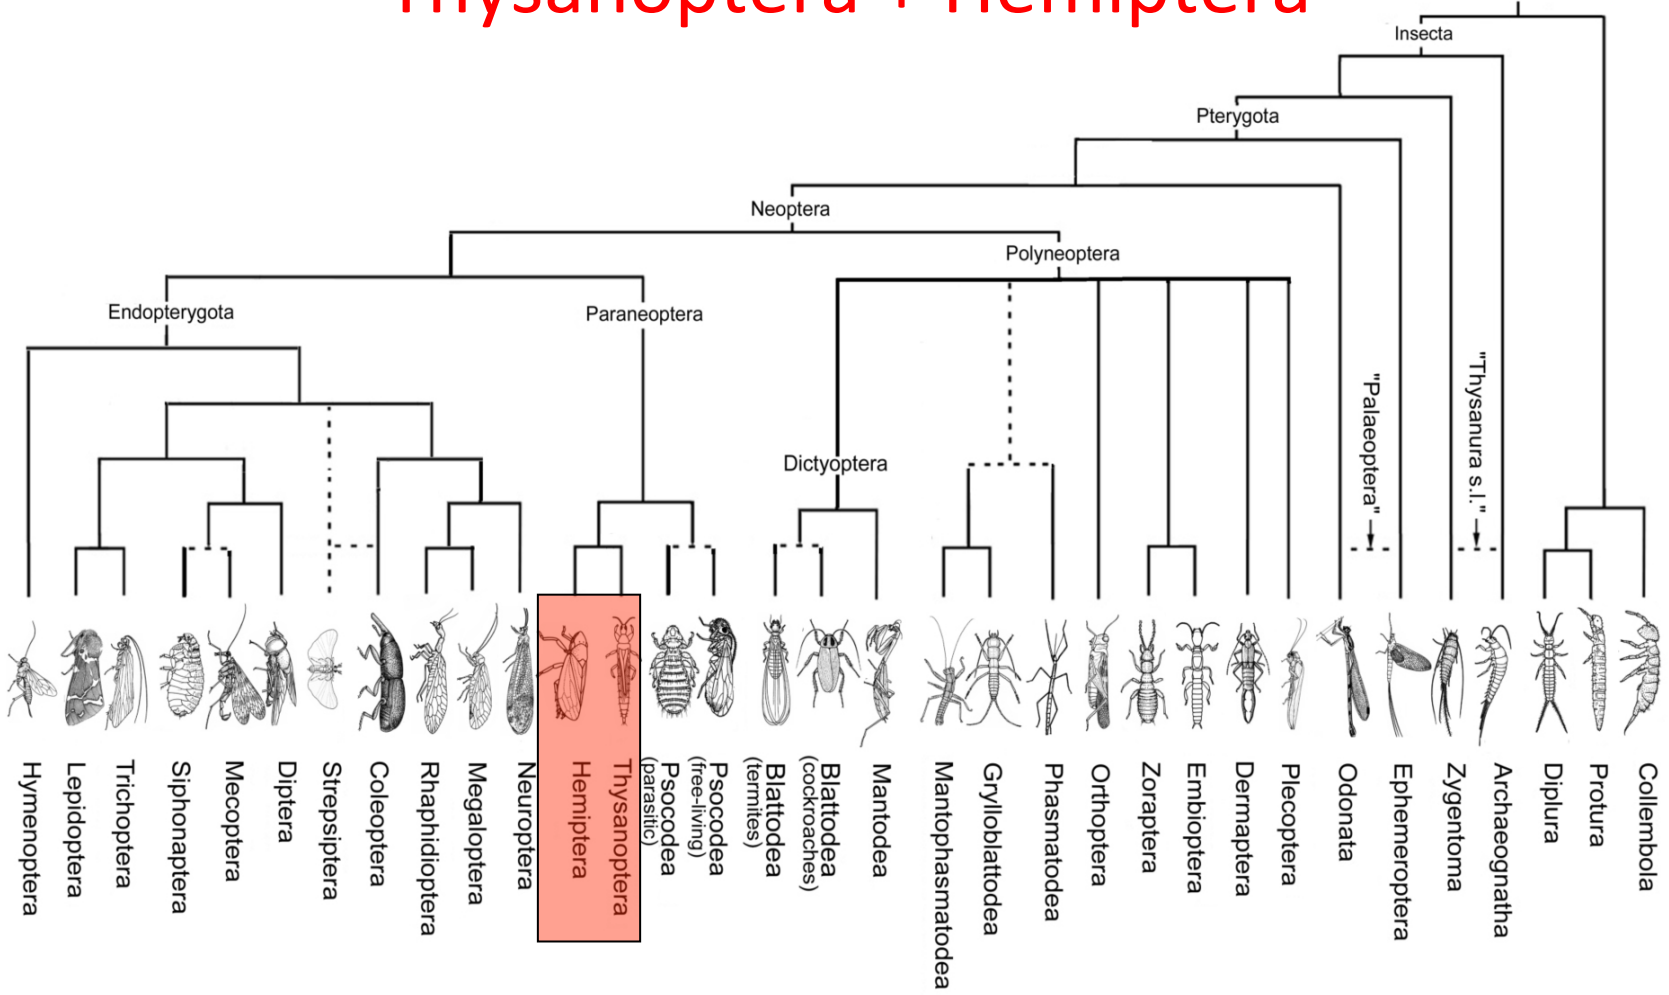 Thysanoptera + Hemiptera
Insecta
Pterygota
Neoptera
Polyneoptera
Endopterygota
Paraneoptera
Dictyoptera
"Palaeoptera"
"Thysanura s.l."
Hymenoptera
Lepidoptera
Trichoptera
Siphonaptera
Mecoptera
Diptera
Strepsiptera
Coleoptera
Rhaphidioptera
Megaloptera
Neuroptera
Hemiptera
Thysanoptera
Psocodea
(parasitic)
Psocodea
(free-living)
Blattodea
(termites)
Blattodea
(cockroaches)
Mantodea
Mantophasmatodea
Grylloblattodea
Phasmatodea
Orthoptera
Zoraptera
Embioptera
Dermaptera
Plecoptera
Odonata
Ephemeroptera
Zygentoma
Archaeognatha
Diplura
Protura
Collembola